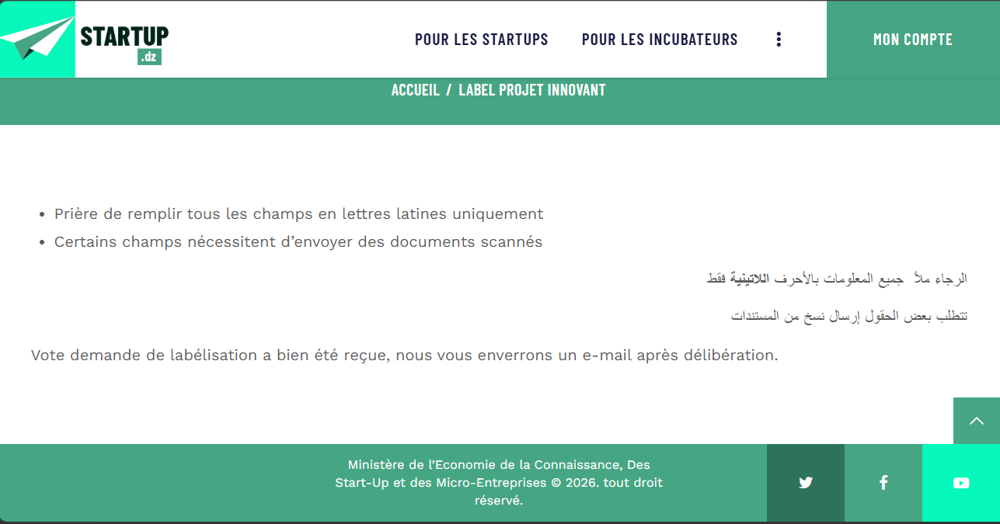 STARTUP
.dz
POUR LES STARTUPS
POUR LES INCUBATEURS
MON COMPTE
ACCUEIL / LABEL PROJET INNOVANT
Prière de remplir tous les champs en lettres latines uniquement
Certains champs nécessitent d’envoyer des documents scannés
الرجاء ملأ جميع المعلومات بالأحرف اللاتينية فقط
تتطلب بعض الحقول إرسال نسخ من المستندات
Vote demande de labélisation a bien été reçue, nous vous enverrons un e-mail après délibération.
Ministère de l’Economie de la Connaissance, Des
Start-Up et des Micro-Entreprises © 2026. tout droit
réservé.